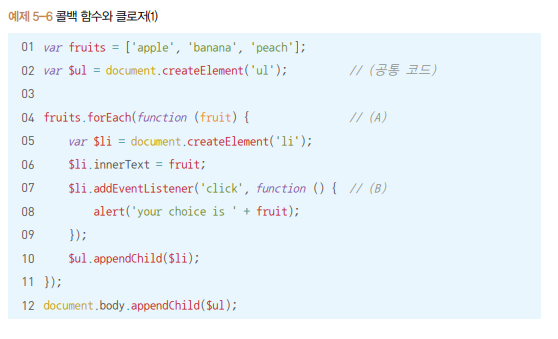 예제 5-6 콜백 함수와 클로저(1)
01 var fruits = ['apple', 'banana', 'peach'];
02 var $ul = document.createElement('ul'); // (공통 코드)
03
04 fruits.forEach(function (fruit) { // (A)
05 var $li = document.createElement('li');
06 $li.innerText = fruit;
07 $li.addEventListener('click', function () { // (B)
08 alert('your choice is ' + fruit);
09 });
10 $ul.appendChild($li);
11 });
12 document.body.appendChild($ul);